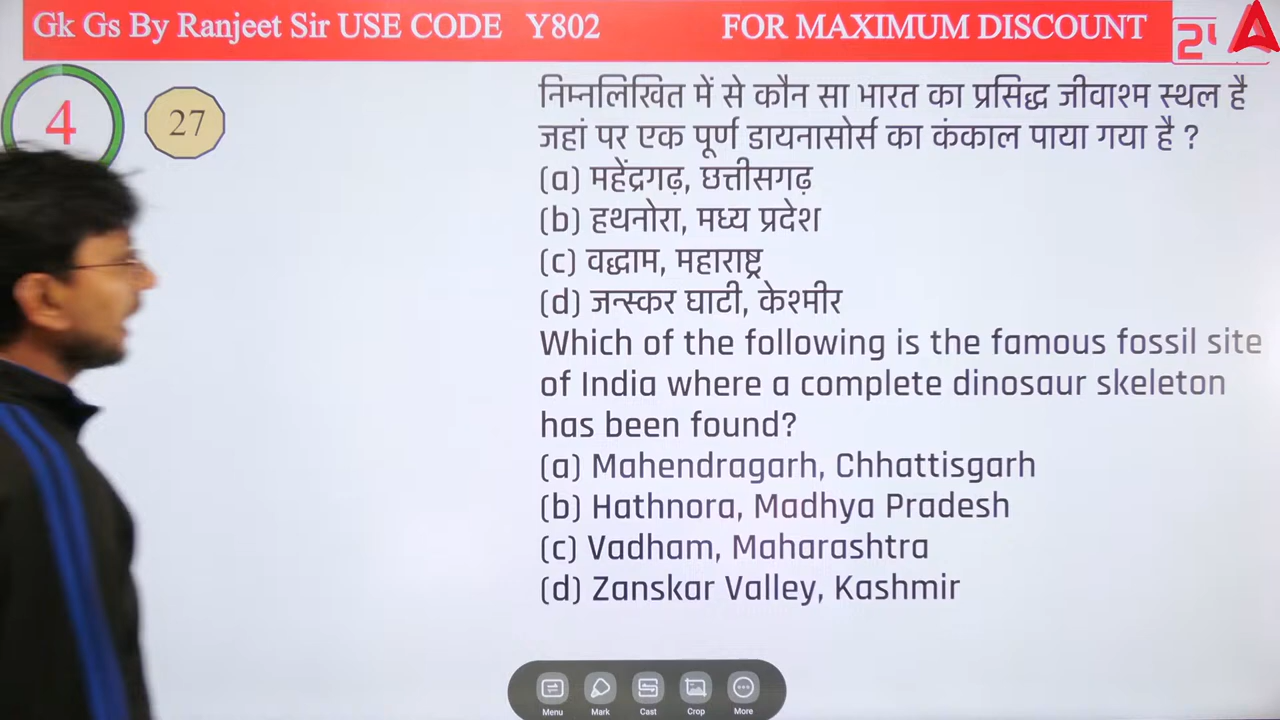 Gk Gs By Ranjeet Sir USE CODE Y802 FOR MAXIMUM DISCOUNT
4 27
निम्नलिखित में से कौन सा भारत का प्रसिद्ध जीवाश्म स्थल है
जहां पर एक पूर्ण डायनासोर्स का कंकाल पाया गया है ?
(a) महेंद्रगढ़, छत्तीसगढ़
(b) हथनोरा, मध्य प्रदेश
(c) वद्धाम, महाराष्ट्र
(d) जन्स्कर घाटी, केश्मीर
Which of the following is the famous fossil site
of India where a complete dinosaur skeleton
has been found?
(a) Mahendragarh, Chhattisgarh
(b) Hathnora, Madhya Pradesh
(c) Vadham, Maharashtra
(d) Zanskar Valley, Kashmir
Menu Mark Cast Crop More